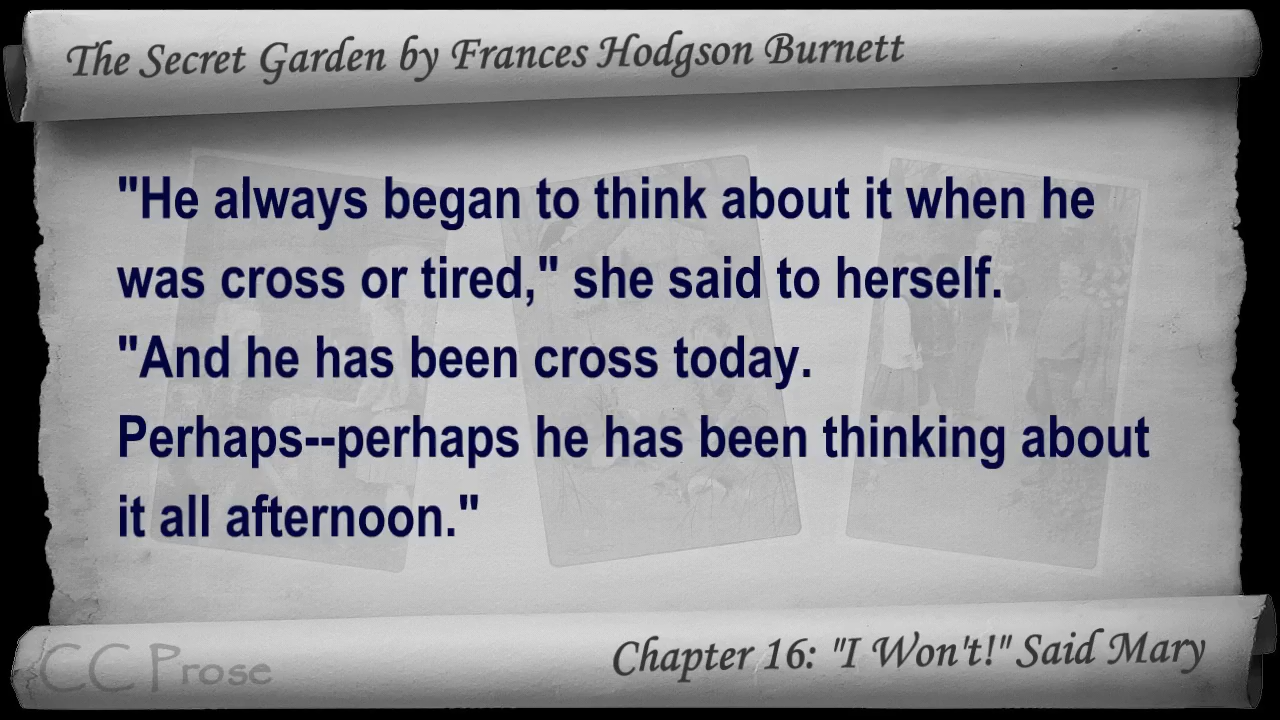 The Secret Garden by Frances Hodgson Burnett
"He always began to think about it when he
was cross or tired," she said to herself.
"And he has been cross today.
Perhaps--perhaps he has been thinking about
it all afternoon."
CC Prose
Chapter 16: "I Won't!" Said Mary